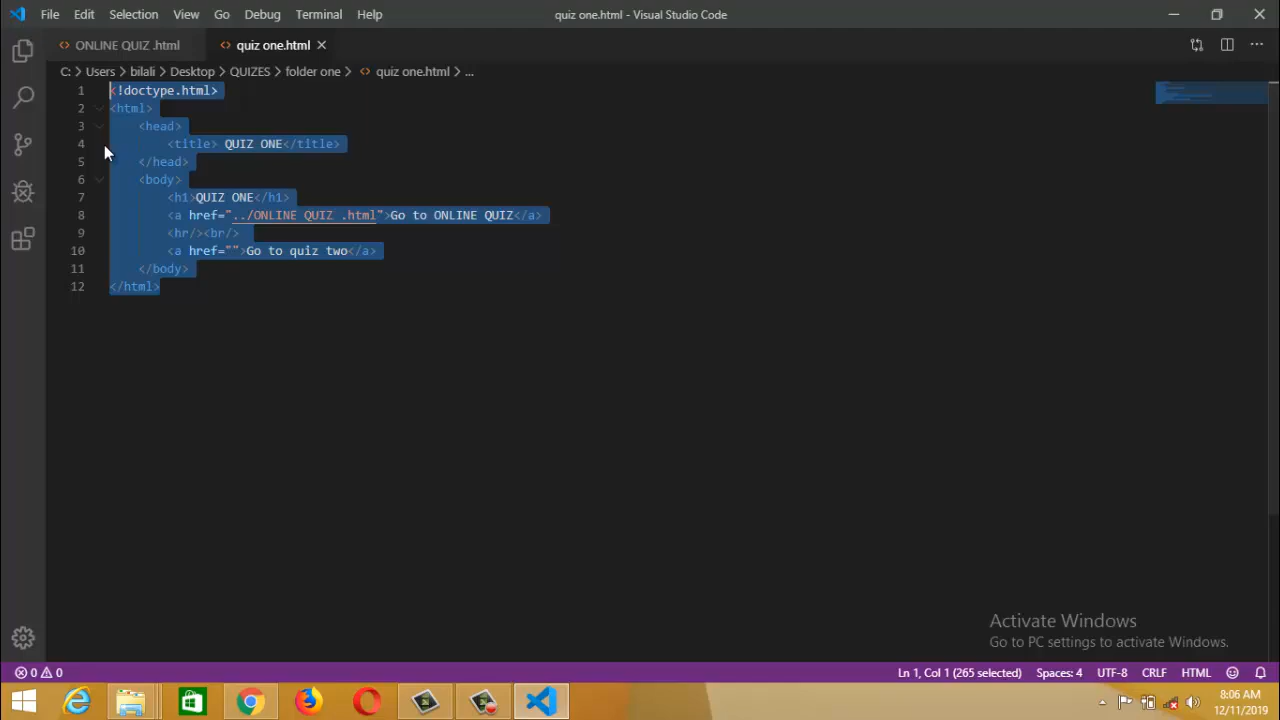 File Edit Selection View Go Debug Terminal Help
quiz one.html - Visual Studio Code
ONLINE QUIZ .html
quiz one.html
C: > Users > bilali > Desktop > QUIZES > folder one > quiz one.html > ...
1 <!doctype.html>
2 <html>
3 <head>
4 <title> QUIZ ONE</title>
5 </head>
6 <body>
7 <h1>QUIZ ONE</h1>
8 <a href="../ONLINE QUIZ .html">Go to ONLINE QUIZ</a>
9 <hr/><br/>
10 <a href="">Go to quiz two</a>
11 </body>
12 </html>
Activate Windows
Go to PC settings to activate Windows.
0 0
Ln 1, Col 1 (265 selected) Spaces: 4 UTF-8 CRLF HTML
8:06 AM
12/11/2019